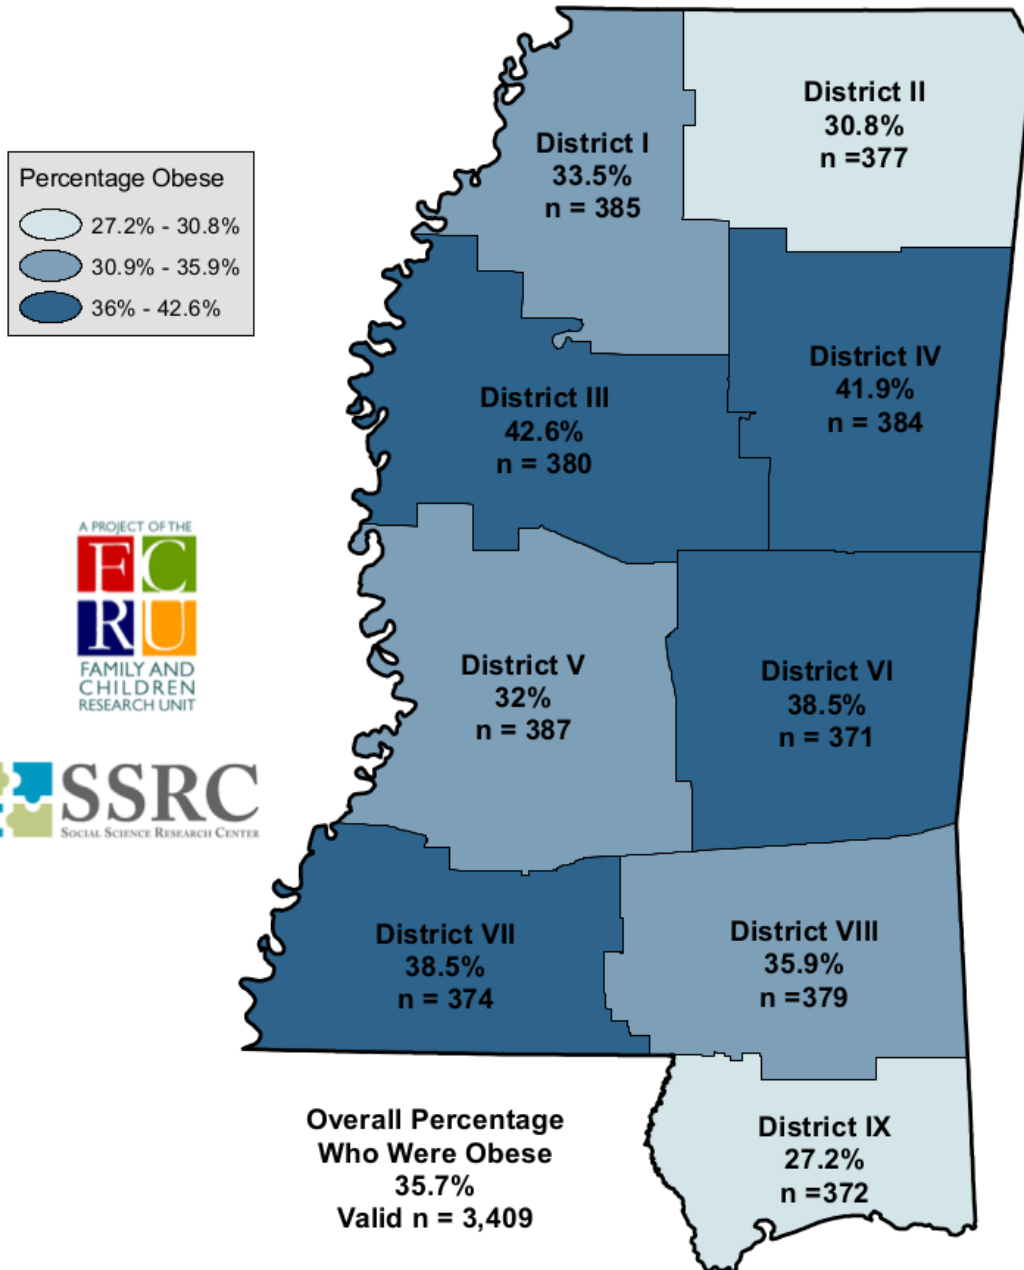 District II
30.8%
n =377
District I
33.5%
n = 385
Percentage Obese
27.2% - 30.8%
30.9% - 35.9%
36% - 42.6%
District IV
41.9%
n = 384
District III
42.6%
n = 380
A PROJECT OF THE
FC
RU
FAMILY AND
CHILDREN
RESEARCH UNIT
District V
32%
n = 387
District VI
38.5%
n = 371
SSRC
SOCIAL SCIENCE RESEARCH CENTER
District VII
38.5%
n = 374
District VIII
35.9%
n =379
Overall Percentage
Who Were Obese
35.7%
Valid n = 3,409
District IX
27.2%
n =372